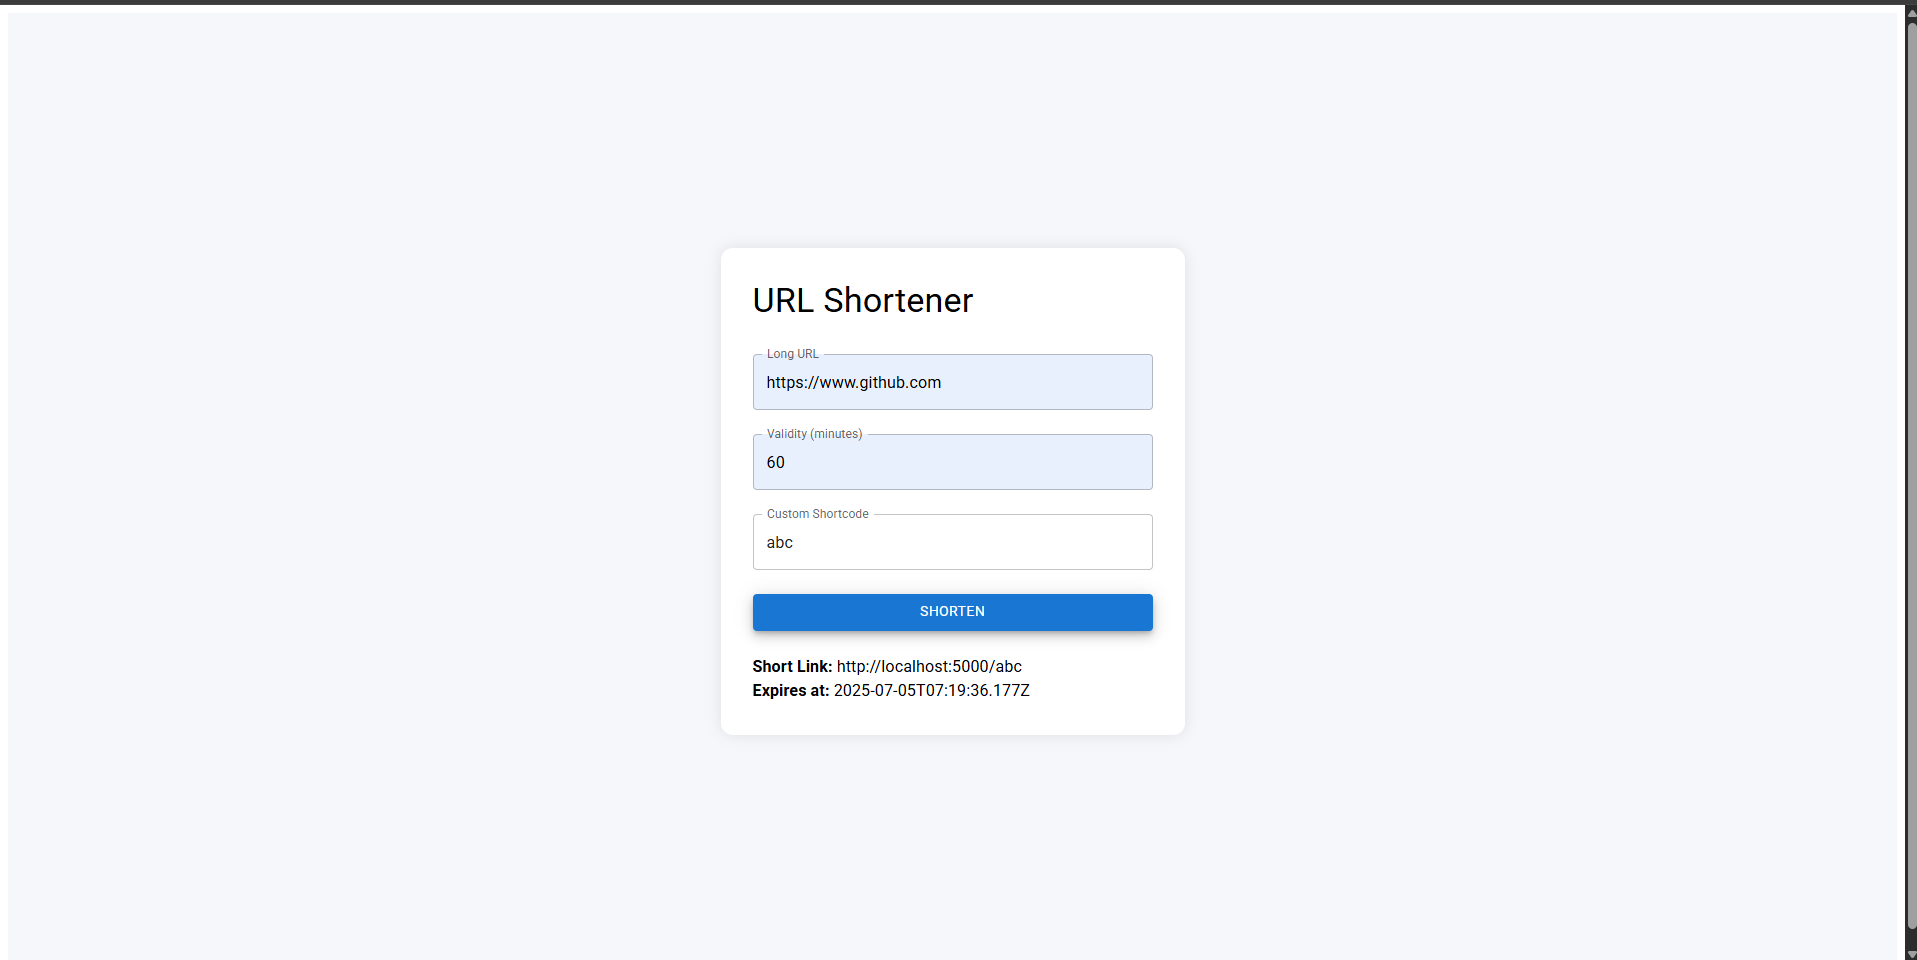 URL Shortener
Long URL
https://www.github.com
Validity (minutes)
60
Custom Shortcode
abc
SHORTEN
Short Link: http://localhost:5000/abc
Expires at: 2025-07-05T07:19:36.177Z